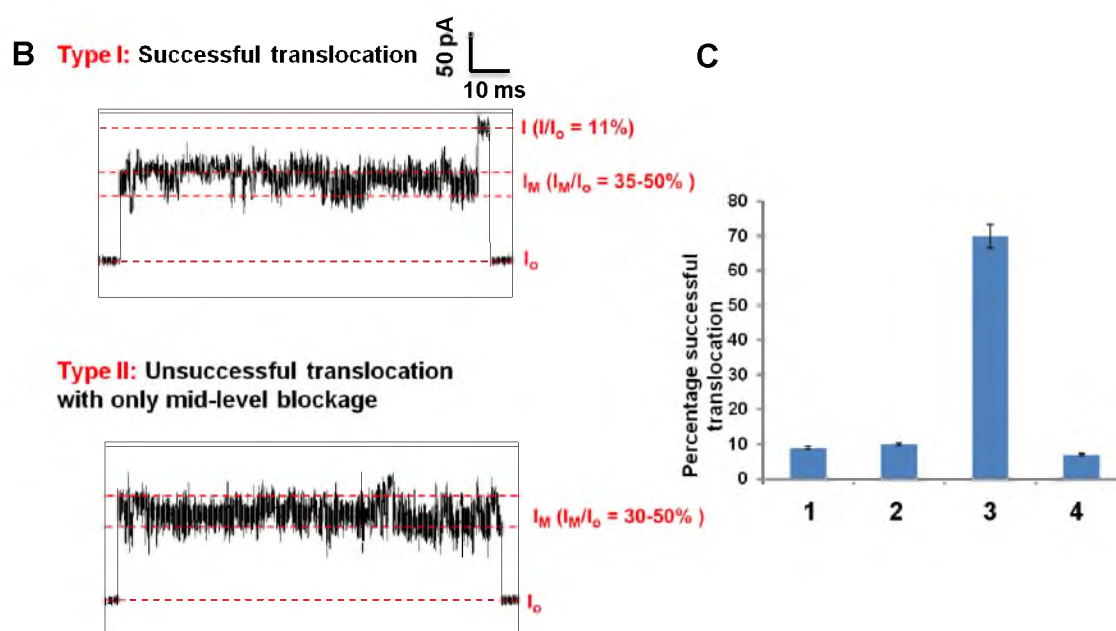 B Type I: Successful translocation
50 pA
10 ms
I (I/Io = 11%)
IM (IM/Io = 35-50% )
Io
Type II: Unsuccessful translocation
with only mid-level blockage
IM (IM/Io = 30-50% )
Io
C
Percentage successful
translocation
80
70
60
50
40
30
20
10
0
1 2 3 4